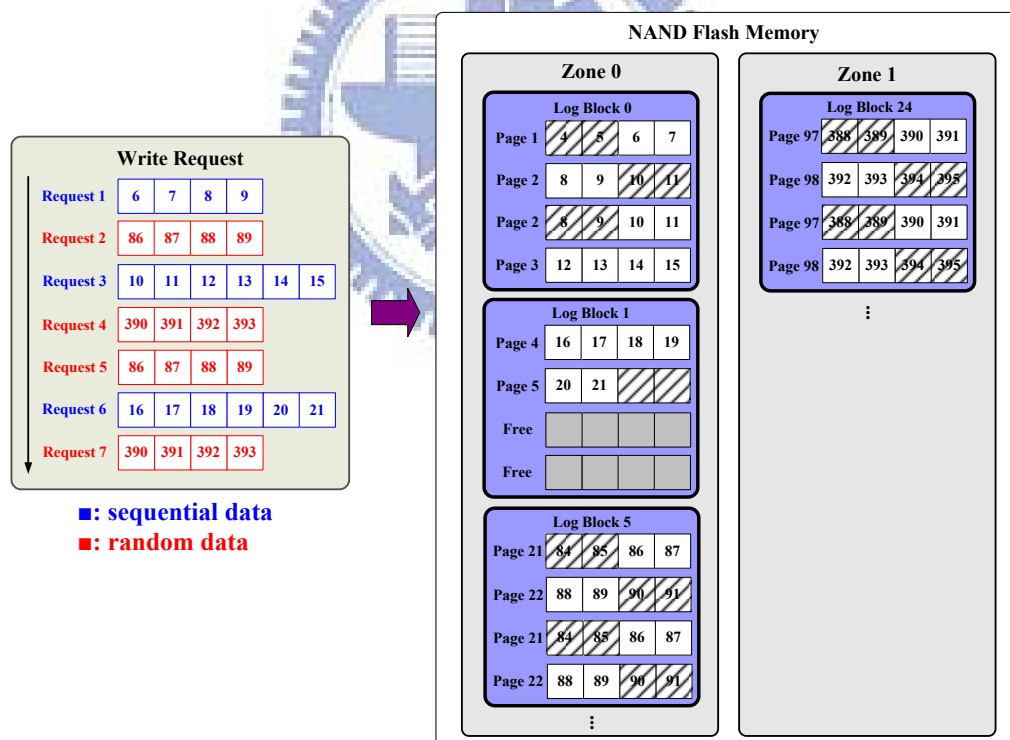 Write Request
Request 1 6 7 8 9
Request 2 86 87 88 89
Request 3 10 11 12 13 14 15
Request 4 390 391 392 393
Request 5 86 87 88 89
Request 6 16 17 18 19 20 21
Request 7 390 391 392 393
■: sequential data
■: random data
NAND Flash Memory
Zone 0
Log Block 0
Page 1 4 5 6 7
Page 2 8 9 10 11
Page 2 8 9 10 11
Page 3 12 13 14 15
Log Block 1
Page 4 16 17 18 19
Page 5 20 21
Free
Free
Log Block 5
Page 21 84 85 86 87
Page 22 88 89 90 91
Page 21 84 85 86 87
Page 22 88 89 90 91
...
Zone 1
Log Block 24
Page 97 388 389 390 391
Page 98 392 393 394 395
Page 97 388 389 390 391
Page 98 392 393 394 395
...